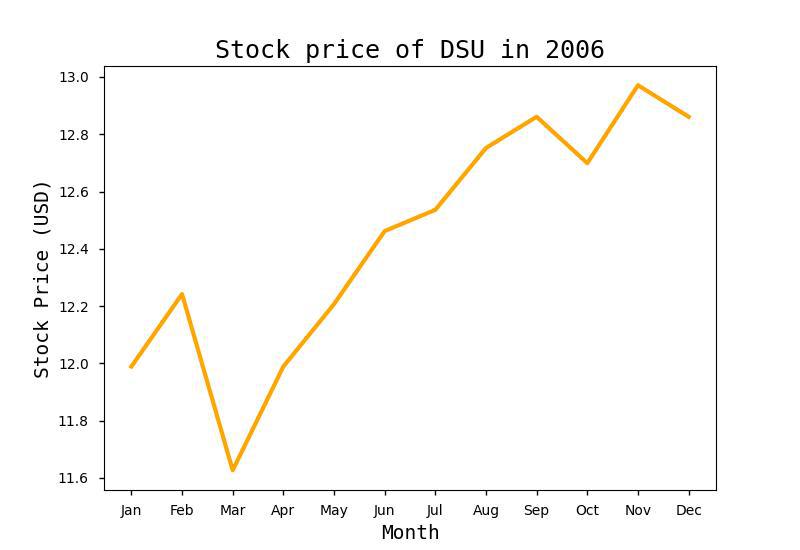 Stock price of DSU in 2006
Stock Price (USD)
13.0
12.8
12.6
12.4
12.2
12.0
11.8
11.6
Jan Feb Mar Apr May Jun Jul Aug Sep Oct Nov Dec
Month